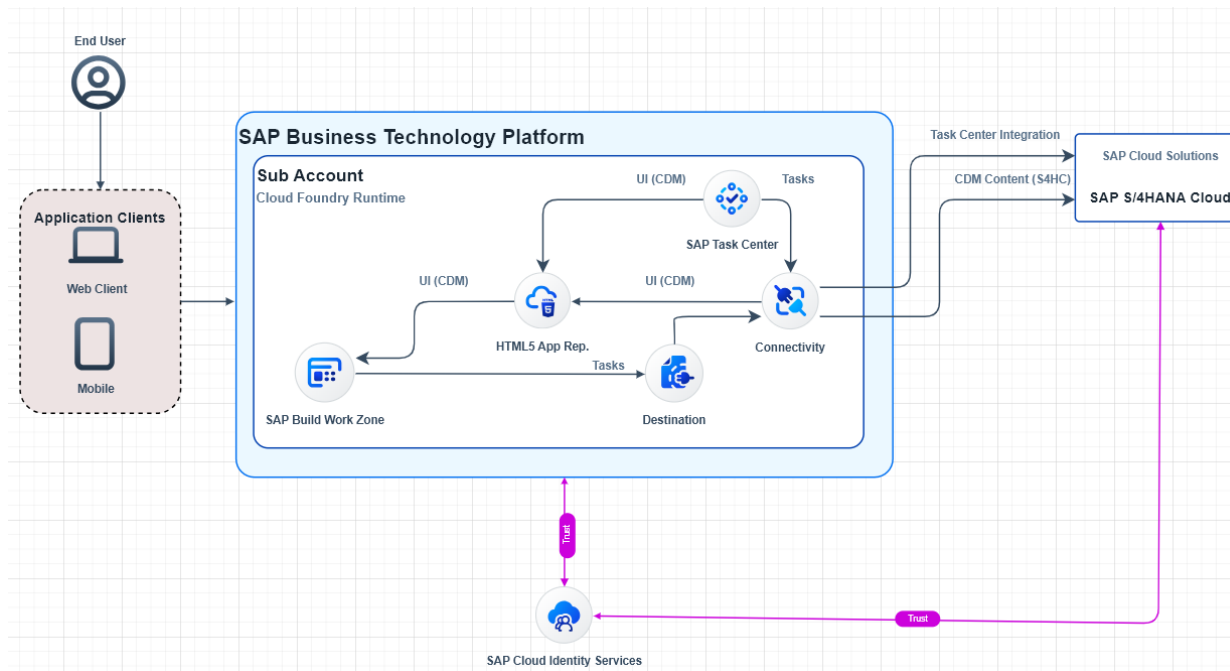 End User
SAP Business Technology Platform
Task Center Integration
SAP Cloud Solutions
Sub Account
UI (CDM)
Tasks
CDM Content (S4HC)
Cloud Foundry Runtime
SAP S/4HANA Cloud
Application Clients
SAP Task Center
Web Client
UI (CDM)
UI (CDM)
HTML5 App Rep.
Connectivity
Tasks
Mobile
SAP Build Work Zone
Destination
Trust
Trust
SAP Cloud Identity Services